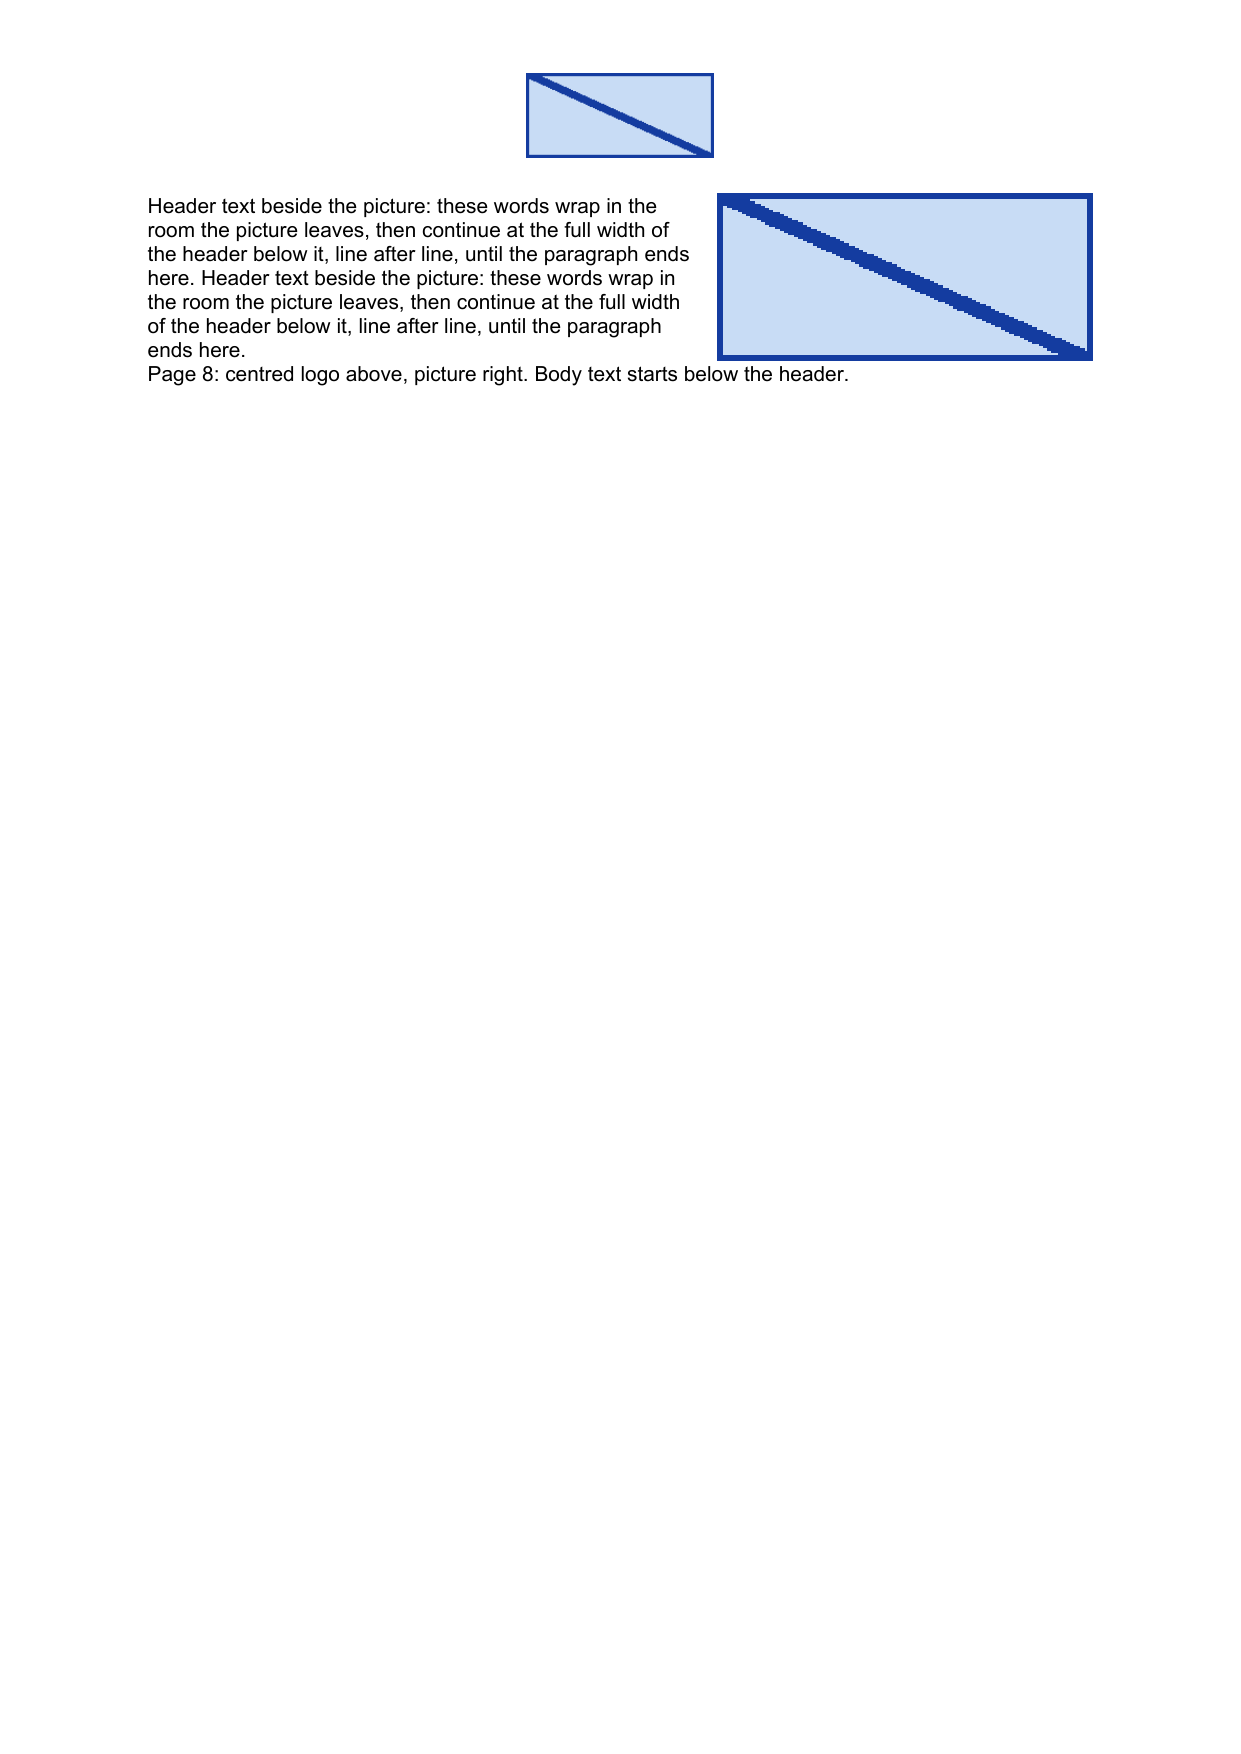 Header text beside the picture: these words wrap in the
room the picture leaves, then continue at the full width of
the header below it, line after line, until the paragraph ends
here. Header text beside the picture: these words wrap in
the room the picture leaves, then continue at the full width
of the header below it, line after line, until the paragraph
ends here.
Page 8: centred logo above, picture right. Body text starts below the header.